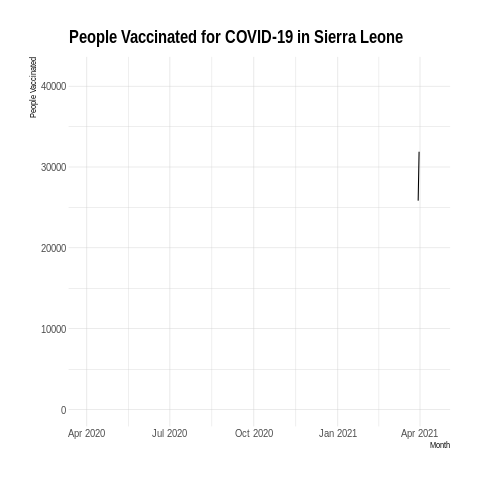 People Vaccinated for COVID-19 in Sierra Leone
People Vaccinated
40000
30000
20000
10000
0
Apr 2020 Jul 2020 Oct 2020 Jan 2021 Apr 2021
Month